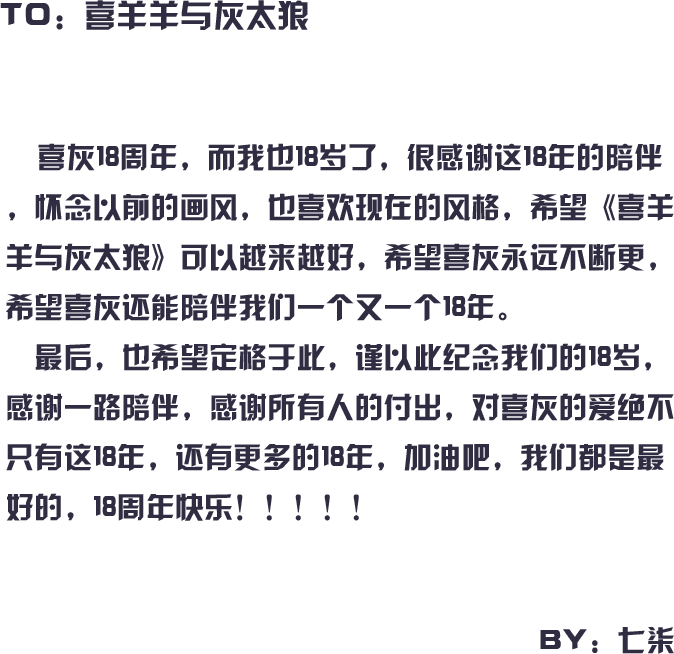 TO：喜羊羊与灰太狼
喜灰18周年，而我也18岁了，很感谢这18年的陪伴
，怀念以前的画风，也喜欢现在的风格，希望《喜羊
羊与灰太狼》可以越来越好，希望喜灰永远不断更，
希望喜灰还能陪伴我们一个又一个18年。
最后，也希望定格于此，谨以此纪念我们的18岁，
感谢一路陪伴，感谢所有人的付出，对喜灰的爱绝不
只有这18年，还有更多的18年，加油吧，我们都是最
好的，18周年快乐！！！！！
BY：七柒